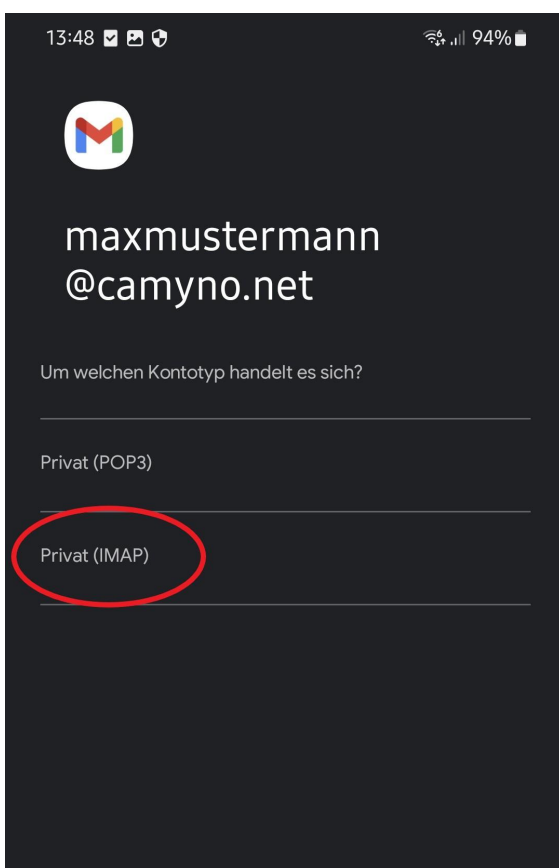 13:48 94%
maxmustermann
@camyno.net
Um welchen Kontotyp handelt es sich?
Privat (POP3)
Privat (IMAP)